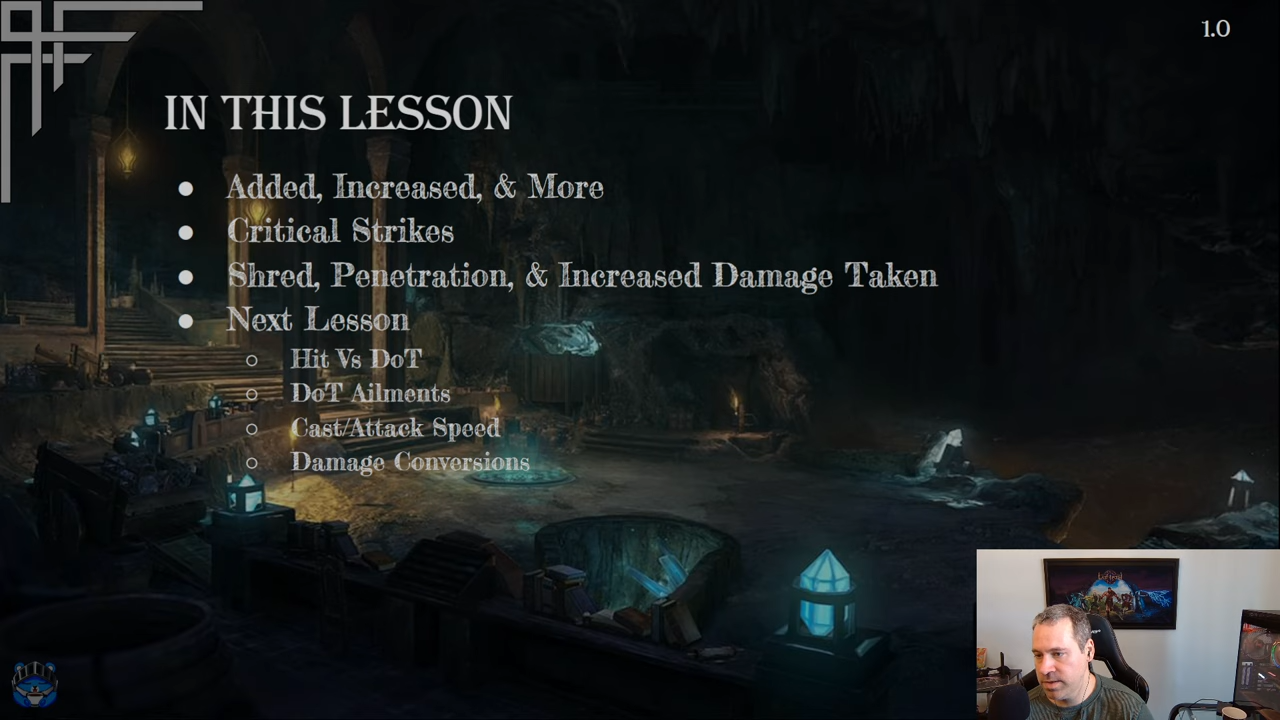 1.0
IN THIS LESSON
● Added, Increased, & More
● Critical Strikes
● Shred, Penetration, & Increased Damage Taken
● Next Lesson
○ Hit Vs DoT
○ DoT Ailments
○ Cast/Attack Speed
○ Damage Conversions